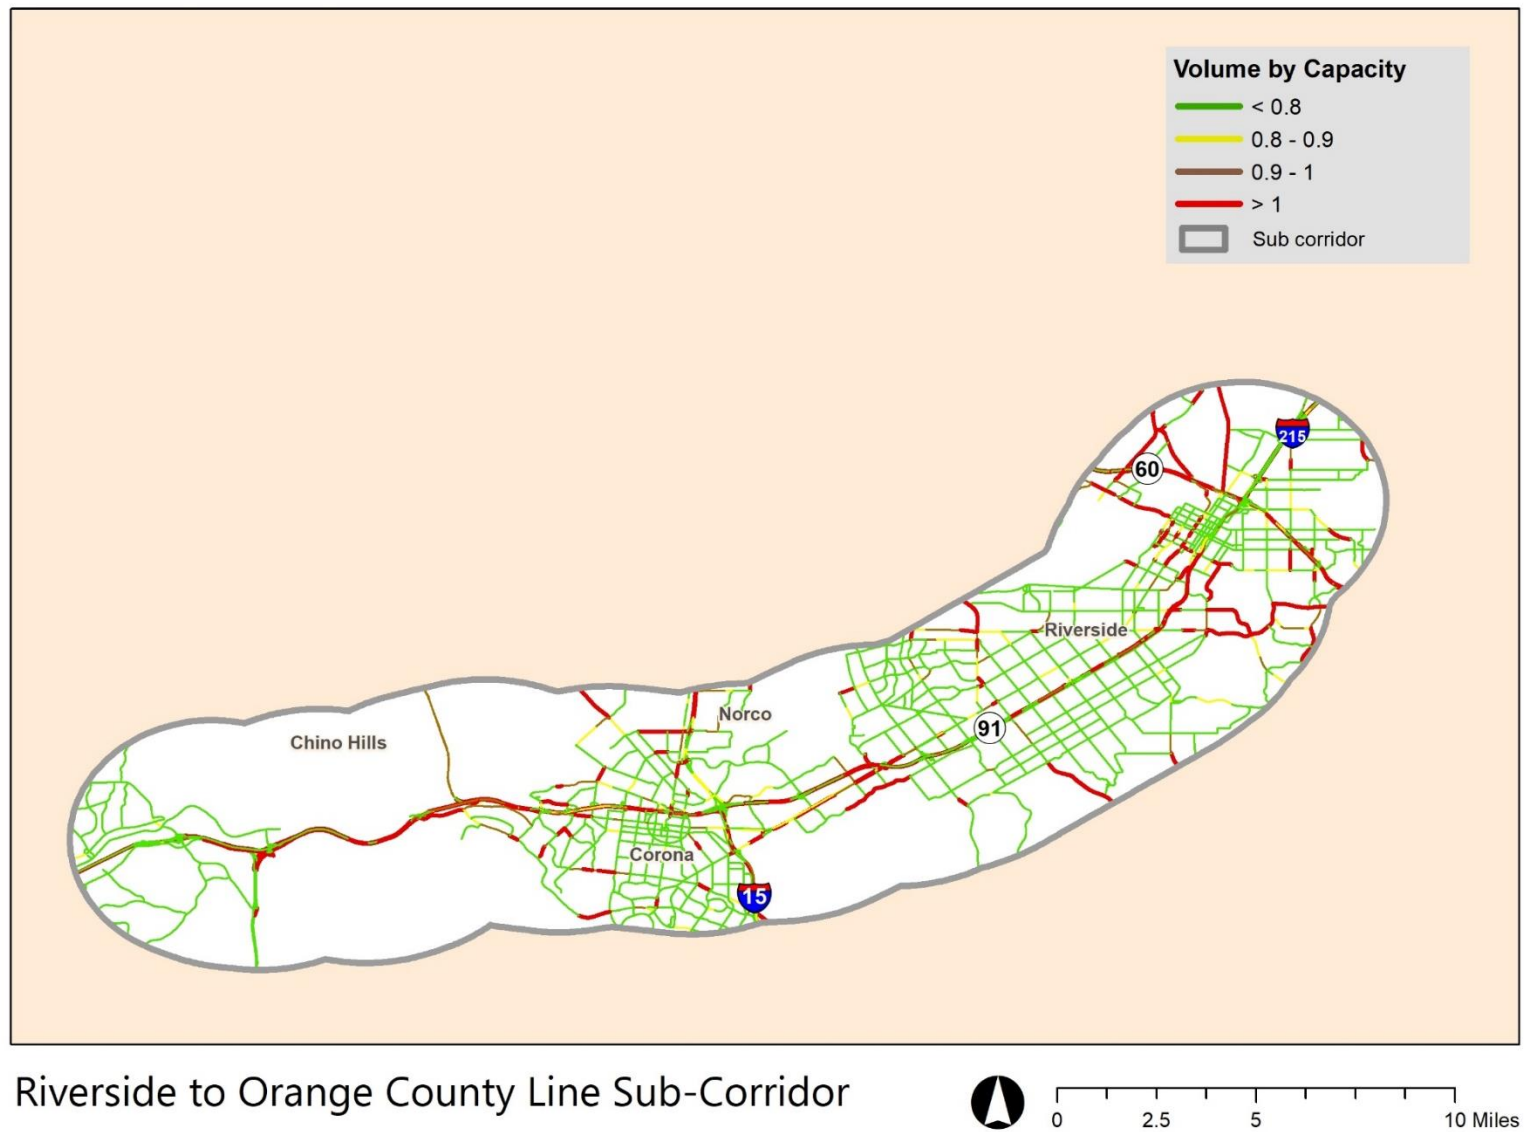 Volume by Capacity
< 0.8
0.8 - 0.9
0.9 - 1
> 1
Sub corridor
215
60
Riverside
Norco
91
Chino Hills
Corona
15
Riverside to Orange County Line Sub-Corridor
0 2.5 5 10 Miles